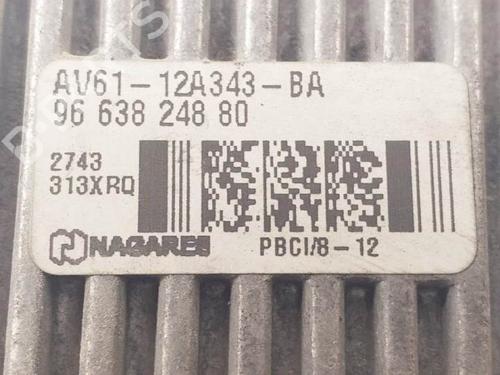 AV61-12A343-BA
96 638 248 80
2743
313XRQ
NAGARES
PBCI/8-12